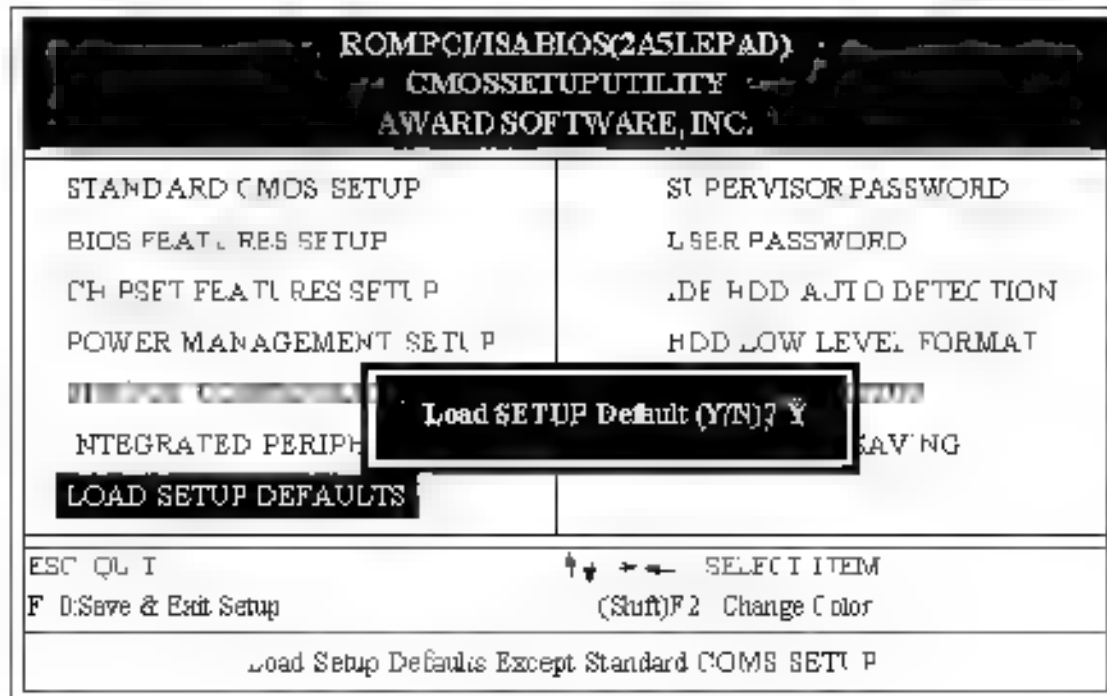 ROMPCI/ISABIOS(2A5LEPAD)
CMOSSETUPUTILITY
AWARD SOFTWARE, INC.
STANDARD CMOS SETUP
BIOS FEATURES SETUP
CHIPSET FEATURES SETUP
POWER MANAGEMENT SETUP
INTEGRATED PERIPH
LOAD SETUP DEFAULTS
SUPERVISOR PASSWORD
USER PASSWORD
IDE HDD AUTO DETECTION
HDD LOW LEVEL FORMAT
SAVING
Load SETUP Default (Y/N)? Y
ESC QUIT
SELECT ITEM
F10:Save & Exit Setup
(Shift)F2 Change Color
Load Setup Defaults Except Standard COMS SETUP